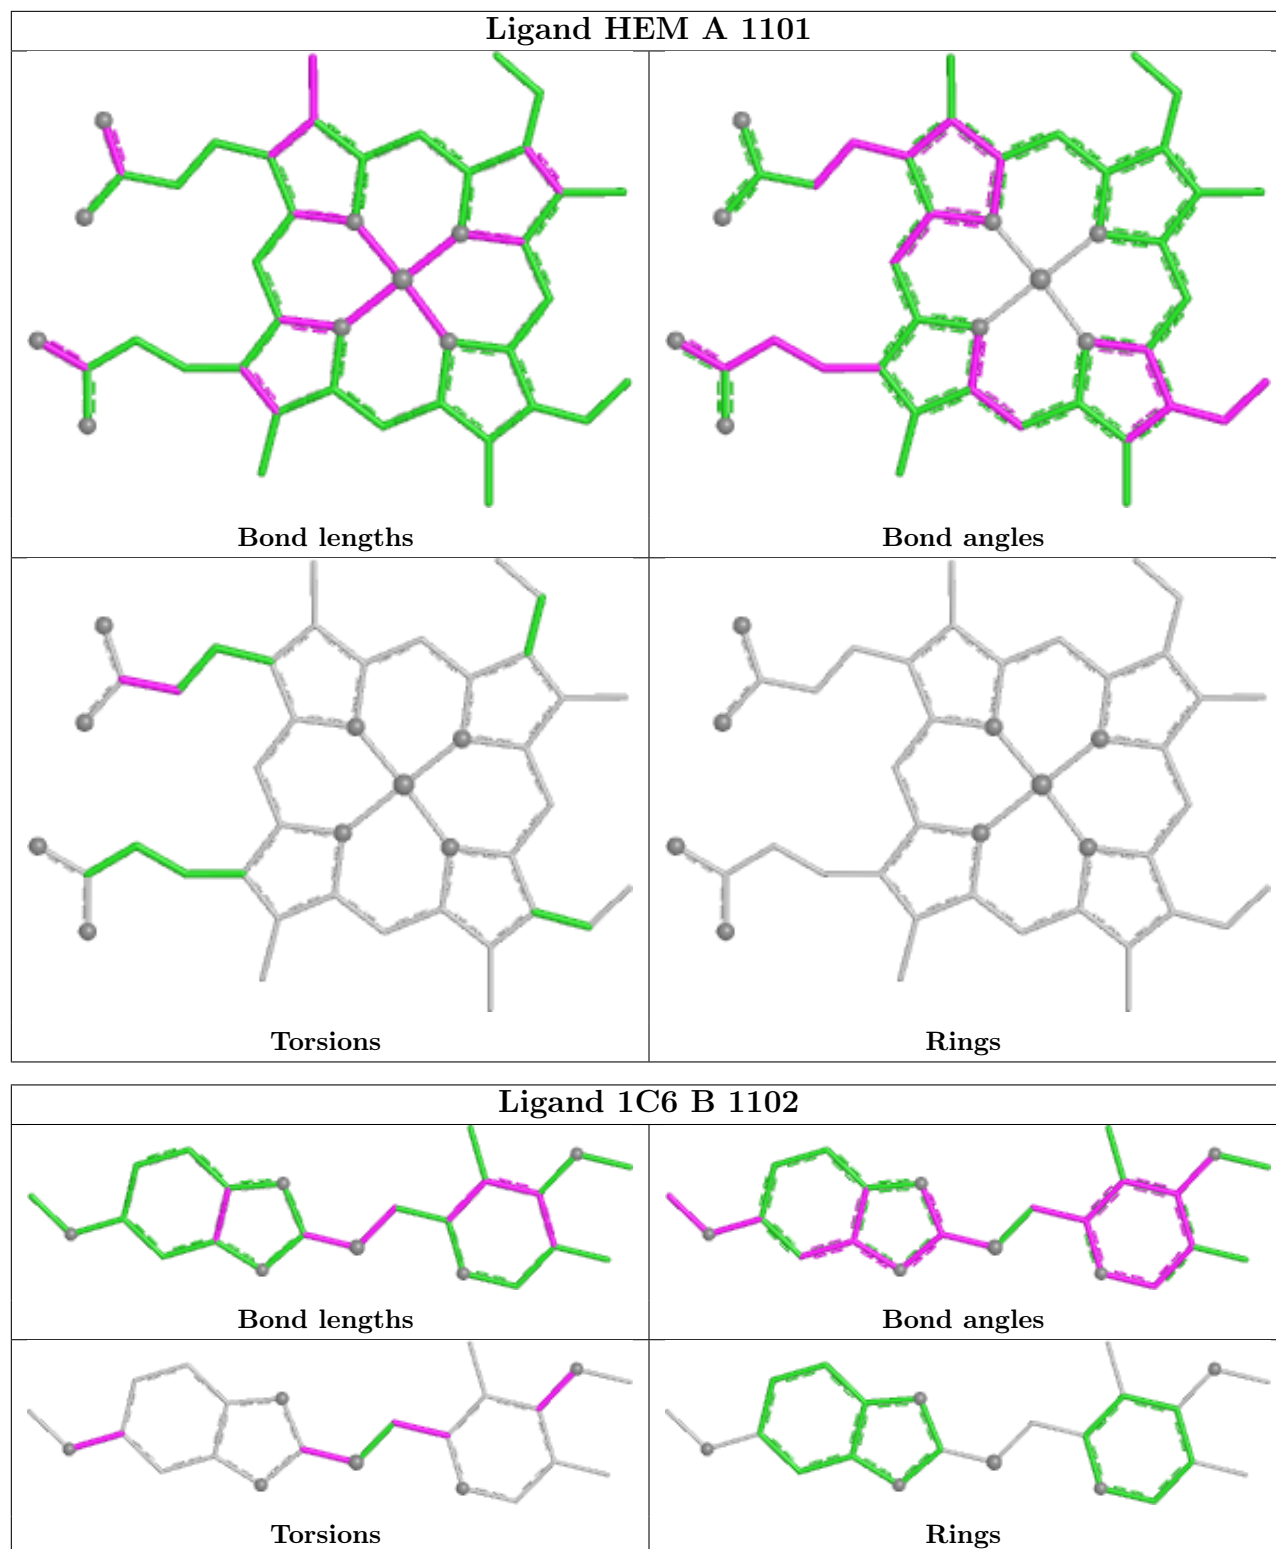 Ligand HEM A 1101
Bond lengths
Bond angles
Torsions
Rings
Ligand 1C6 B 1102
Bond lengths
Bond angles
Torsions
Rings